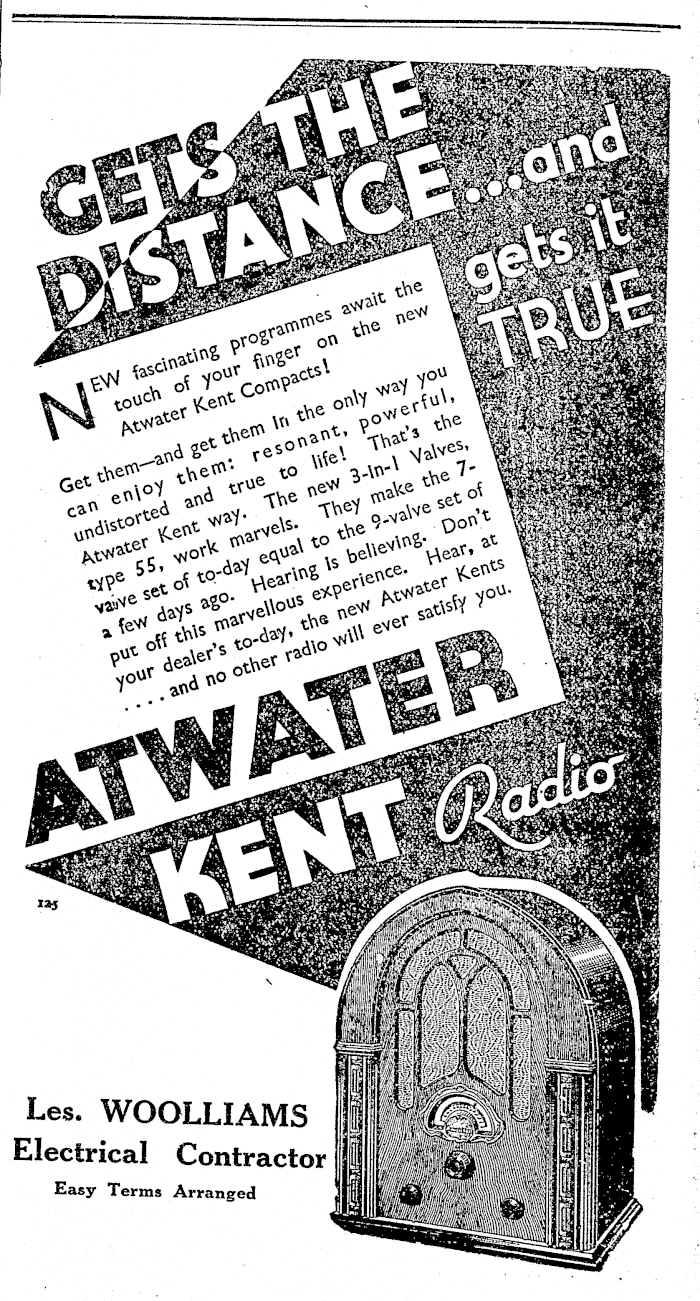 GETS THE
DISTANCE
...and
gets it
TRUE
NEW fascinating programmes await the
touch of your finger on the new
Atwater Kent Compacts!
Get them—and get them In the only way you
can enjoy them: resonant, powerful,
undistorted and true to life! That's the
Atwater Kent way. The new 3-In-1 Valves,
type 55, work marvels. They make the 7-
valve set of to-day equal to the 9-valve set of
a few days ago. Hearing Is believing. Don't
put off this marvellous experience. Hear, at
your dealer's to-day, the new Atwater Kents
....and no other radio will ever satisfy you.
ATWATER
KENT Radio
125
Les. WOOLLIAMS
Electrical Contractor
Easy Terms Arranged